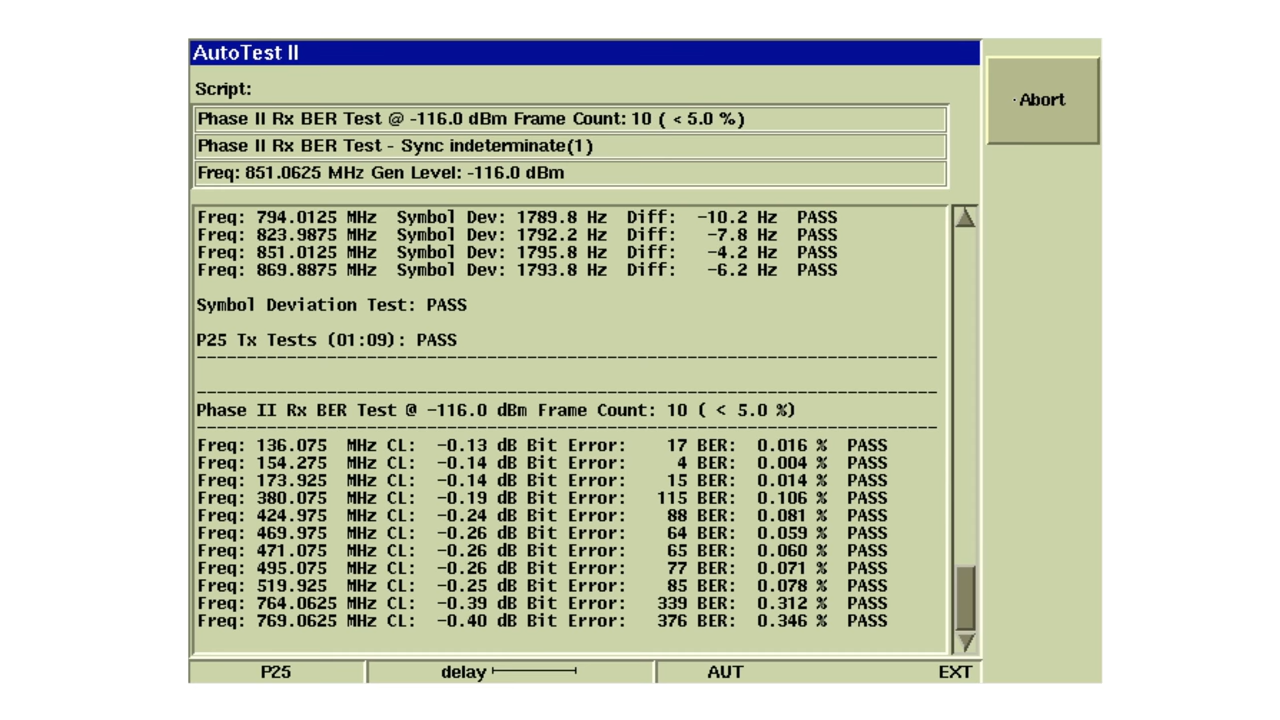 AutoTest II
Script:
Phase II Rx BER Test @ -116.0 dBm Frame Count: 10 ( < 5.0 %)
Phase II Rx BER Test - Sync indeterminate(1)
Freq: 851.0625 MHz Gen Level: -116.0 dBm
Abort
Freq: 794.0125 MHz Symbol Dev: 1789.8 Hz Diff: -10.2 Hz PASS
Freq: 823.9875 MHz Symbol Dev: 1792.2 Hz Diff: -7.8 Hz PASS
Freq: 851.0125 MHz Symbol Dev: 1795.8 Hz Diff: -4.2 Hz PASS
Freq: 869.8875 MHz Symbol Dev: 1793.8 Hz Diff: -6.2 Hz PASS
Symbol Deviation Test: PASS
P25 Tx Tests (01:09): PASS
--------------------------------------------------------------------------
--------------------------------------------------------------------------
Phase II Rx BER Test @ -116.0 dBm Frame Count: 10 ( < 5.0 %)
--------------------------------------------------------------------------
Freq: 136.075 MHz CL: -0.13 dB Bit Error: 17 BER: 0.016 % PASS
Freq: 154.275 MHz CL: -0.14 dB Bit Error: 4 BER: 0.004 % PASS
Freq: 173.925 MHz CL: -0.14 dB Bit Error: 15 BER: 0.014 % PASS
Freq: 380.075 MHz CL: -0.19 dB Bit Error: 115 BER: 0.106 % PASS
Freq: 424.975 MHz CL: -0.24 dB Bit Error: 88 BER: 0.081 % PASS
Freq: 469.975 MHz CL: -0.26 dB Bit Error: 64 BER: 0.059 % PASS
Freq: 471.075 MHz CL: -0.26 dB Bit Error: 65 BER: 0.060 % PASS
Freq: 495.075 MHz CL: -0.26 dB Bit Error: 77 BER: 0.071 % PASS
Freq: 519.925 MHz CL: -0.25 dB Bit Error: 85 BER: 0.078 % PASS
Freq: 764.0625 MHz CL: -0.39 dB Bit Error: 339 BER: 0.312 % PASS
Freq: 769.0625 MHz CL: -0.40 dB Bit Error: 376 BER: 0.346 % PASS
P25 delay AUT EXT